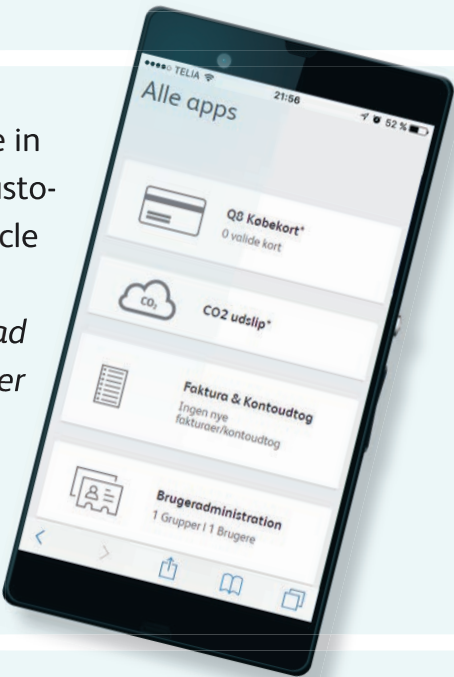 e in
usto-
cle
ad
er
TELIA 21:56 52 %
Alle apps
Q8 Købekort*
0 valide kort
CO₂
CO2 udslip*
Faktura & Kontoudtog
Ingen nye
fakturaer/kontoudtog
Brugeradministration
1 Grupper | 1 Brugere